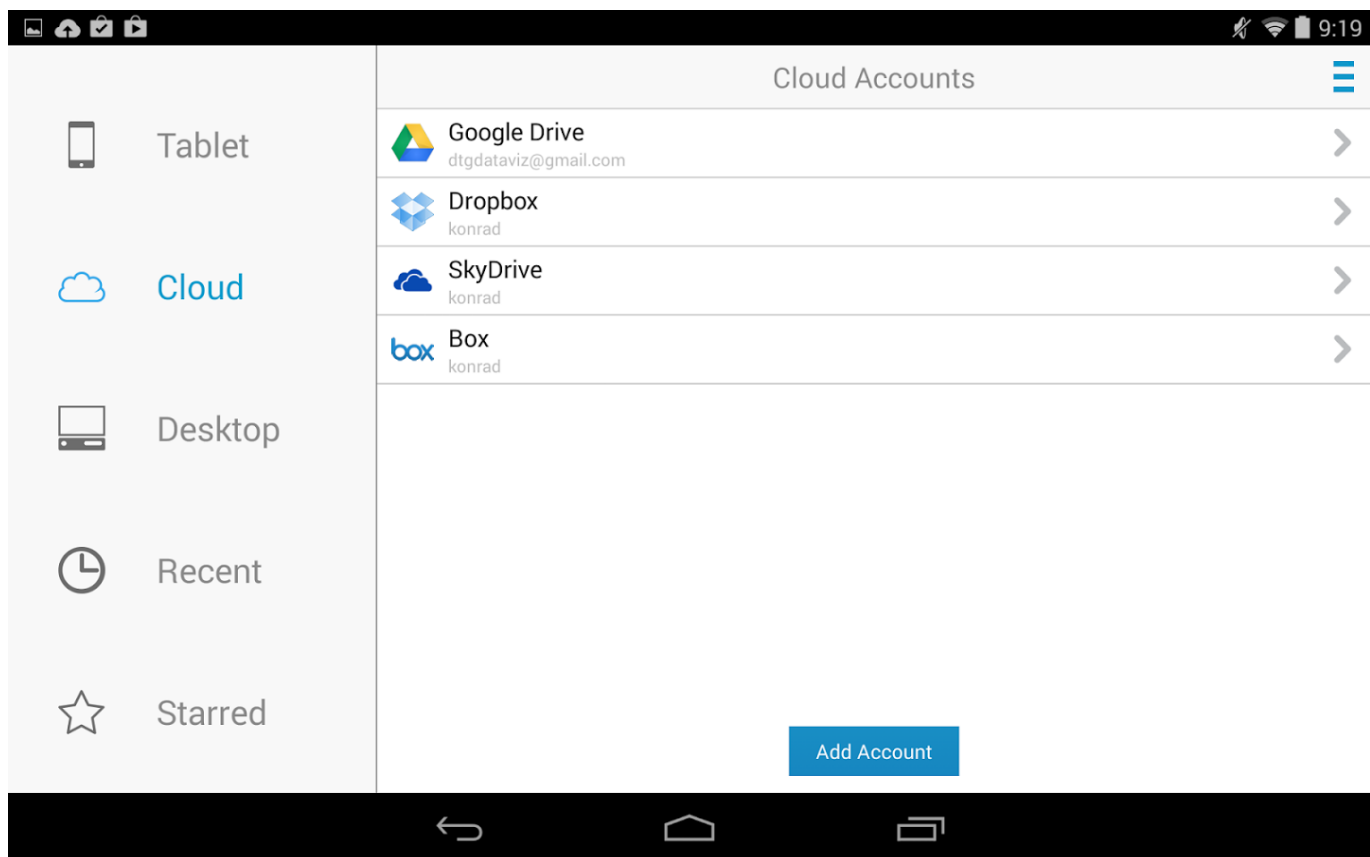 9:19
Tablet
Cloud
Desktop
Recent
Starred
Cloud Accounts
Google Drive
dtgdataviz@gmail.com
Dropbox
konrad
SkyDrive
konrad
box
Box
konrad
Add Account